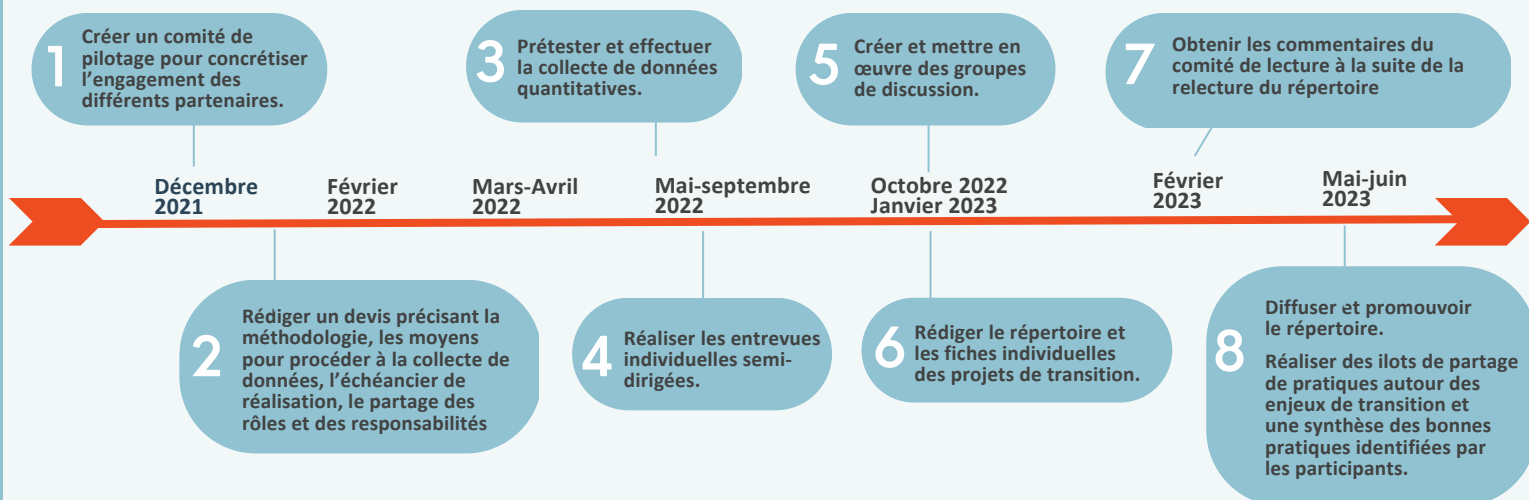 1
Créer un comité de
pilotage pour concrétiser
l’engagement des
différents partenaires.
3
Prétester et effectuer
la collecte de données
quantitatives.
5
Créer et mettre en
œuvre des groupes
de discussion.
7
Obtenir les commentaires du
comité de lecture à la suite de la
relecture du répertoire
Décembre
2021
Février
2022
Mars-Avril
2022
Mai-septembre
2022
Octobre 2022
Janvier 2023
Février
2023
Mai-juin
2023
2
Rédiger un devis précisant la
méthodologie, les moyens
pour procéder à la collecte de
données, l’échéancier de
réalisation, le partage des
rôles et des responsabilités
4
Réaliser les entrevues
individuelles semi-
dirigées.
6
Rédiger le répertoire et
les fiches individuelles
des projets de transition.
8
Diffuser et promouvoir
le répertoire.
Réaliser des ilots de partage
de pratiques autour des
enjeux de transition et
une synthèse des bonnes
pratiques identifiées par
les participants.